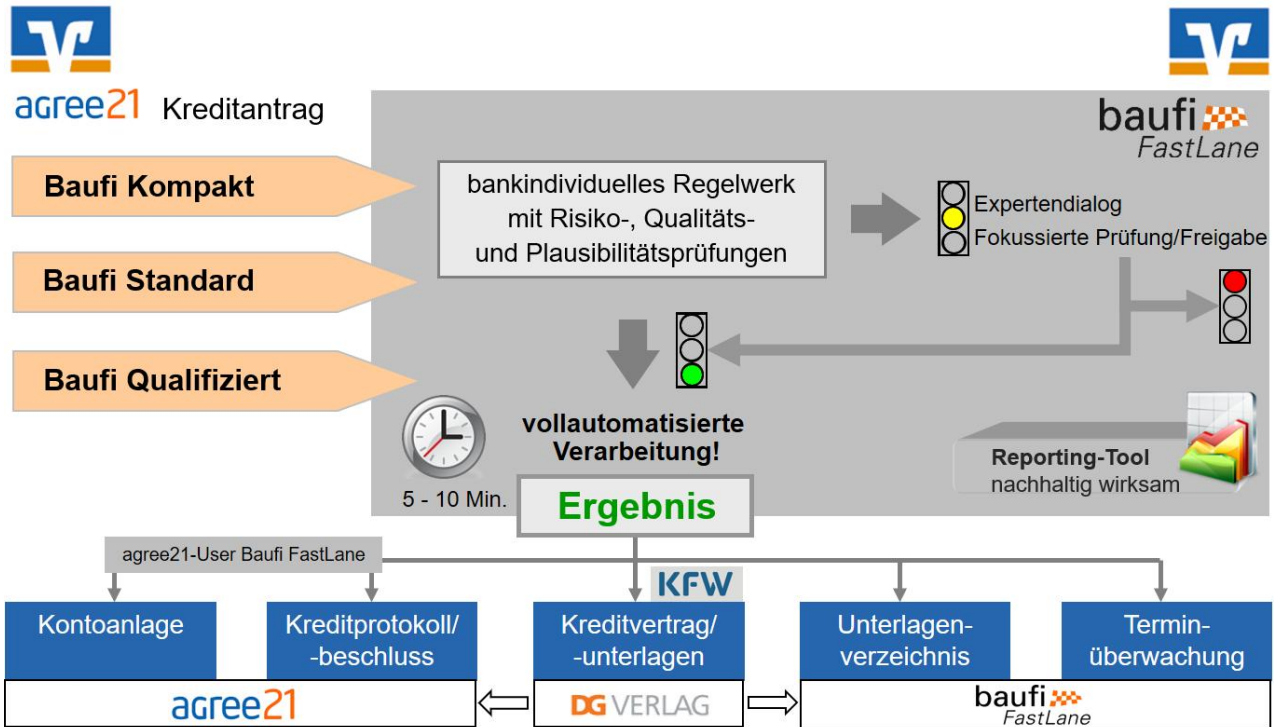 agree21 Kreditantrag
baufi
FastLane
Baufi Kompakt
Baufi Standard
Baufi Qualifiziert
bankindividuelles Regelwerk
mit Risiko-, Qualitäts-
und Plausibilitätsprüfungen
Expertendialog
Fokussierte Prüfung/Freigabe
vollautomatisierte
Verarbeitung!
5 - 10 Min.
Reporting-Tool
nachhaltig wirksam
Ergebnis
agree21-User Baufi FastLane
KFW
Kontoanlage
Kreditprotokoll/
-beschluss
Kreditvertrag/
-unterlagen
Unterlagen-
verzeichnis
Termin-
überwachung
agree21
DG VERLAG
baufi
FastLane